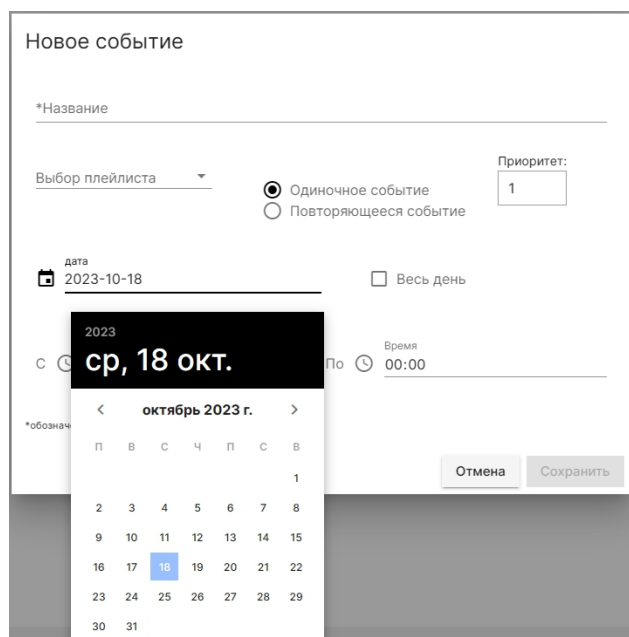 Новое событие
*Название
Приоритет:
Выбор плейлиста
1
Одиночное событие
Повторяющееся событие
дата
2023-10-18
Весь день
2023
ср, 18 окт.
Время
С
По
00:00
октябрь 2023 г.
*обознач
П В С Ч П С В
1
Отмена
Сохранить
2 3 4 5 6 7 8
9 10 11 12 13 14 15
16 17 18 19 20 21 22
23 24 25 26 27 28 29
30 31